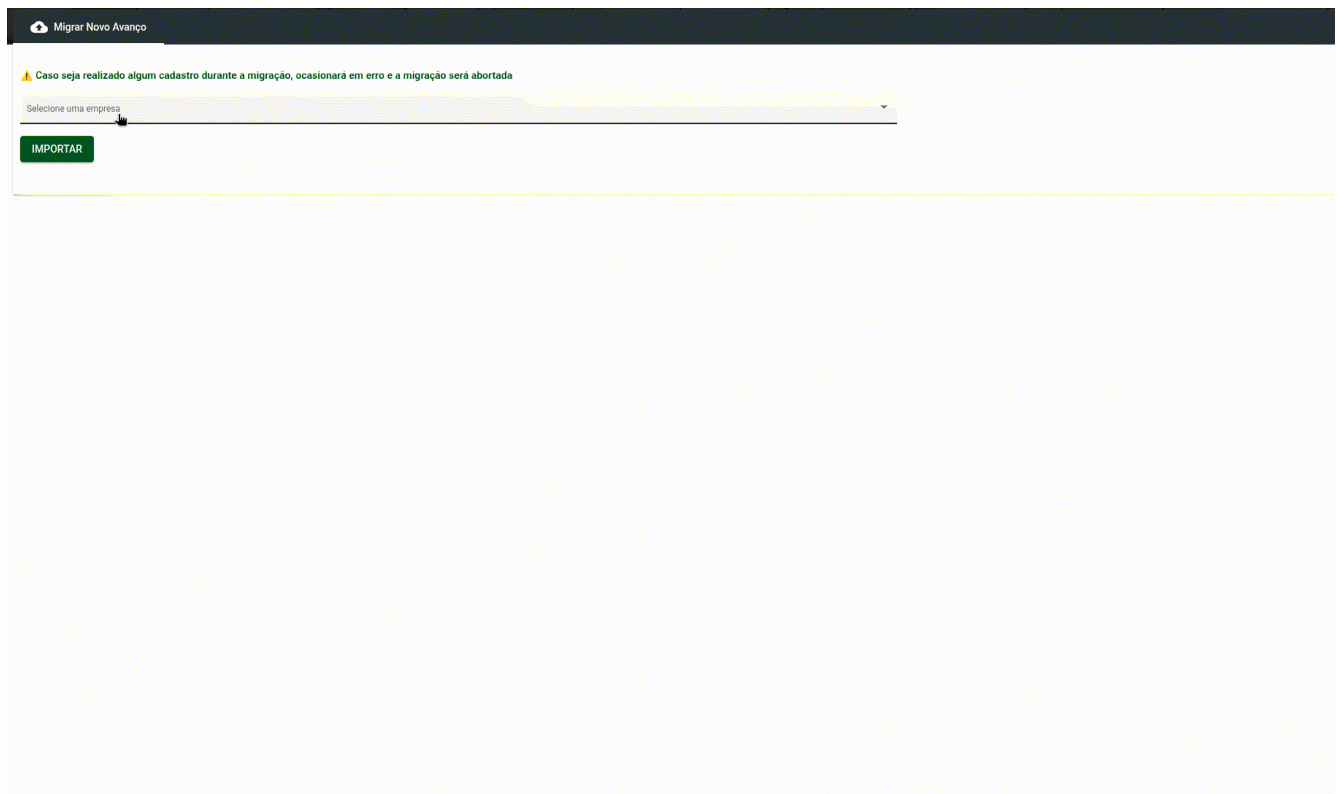 Migrar Novo Avanço
⚠️ Caso seja realizado algum cadastro durante a migração, ocasionará em erro e a migração será abortada
Selecione uma empresa
IMPORTAR